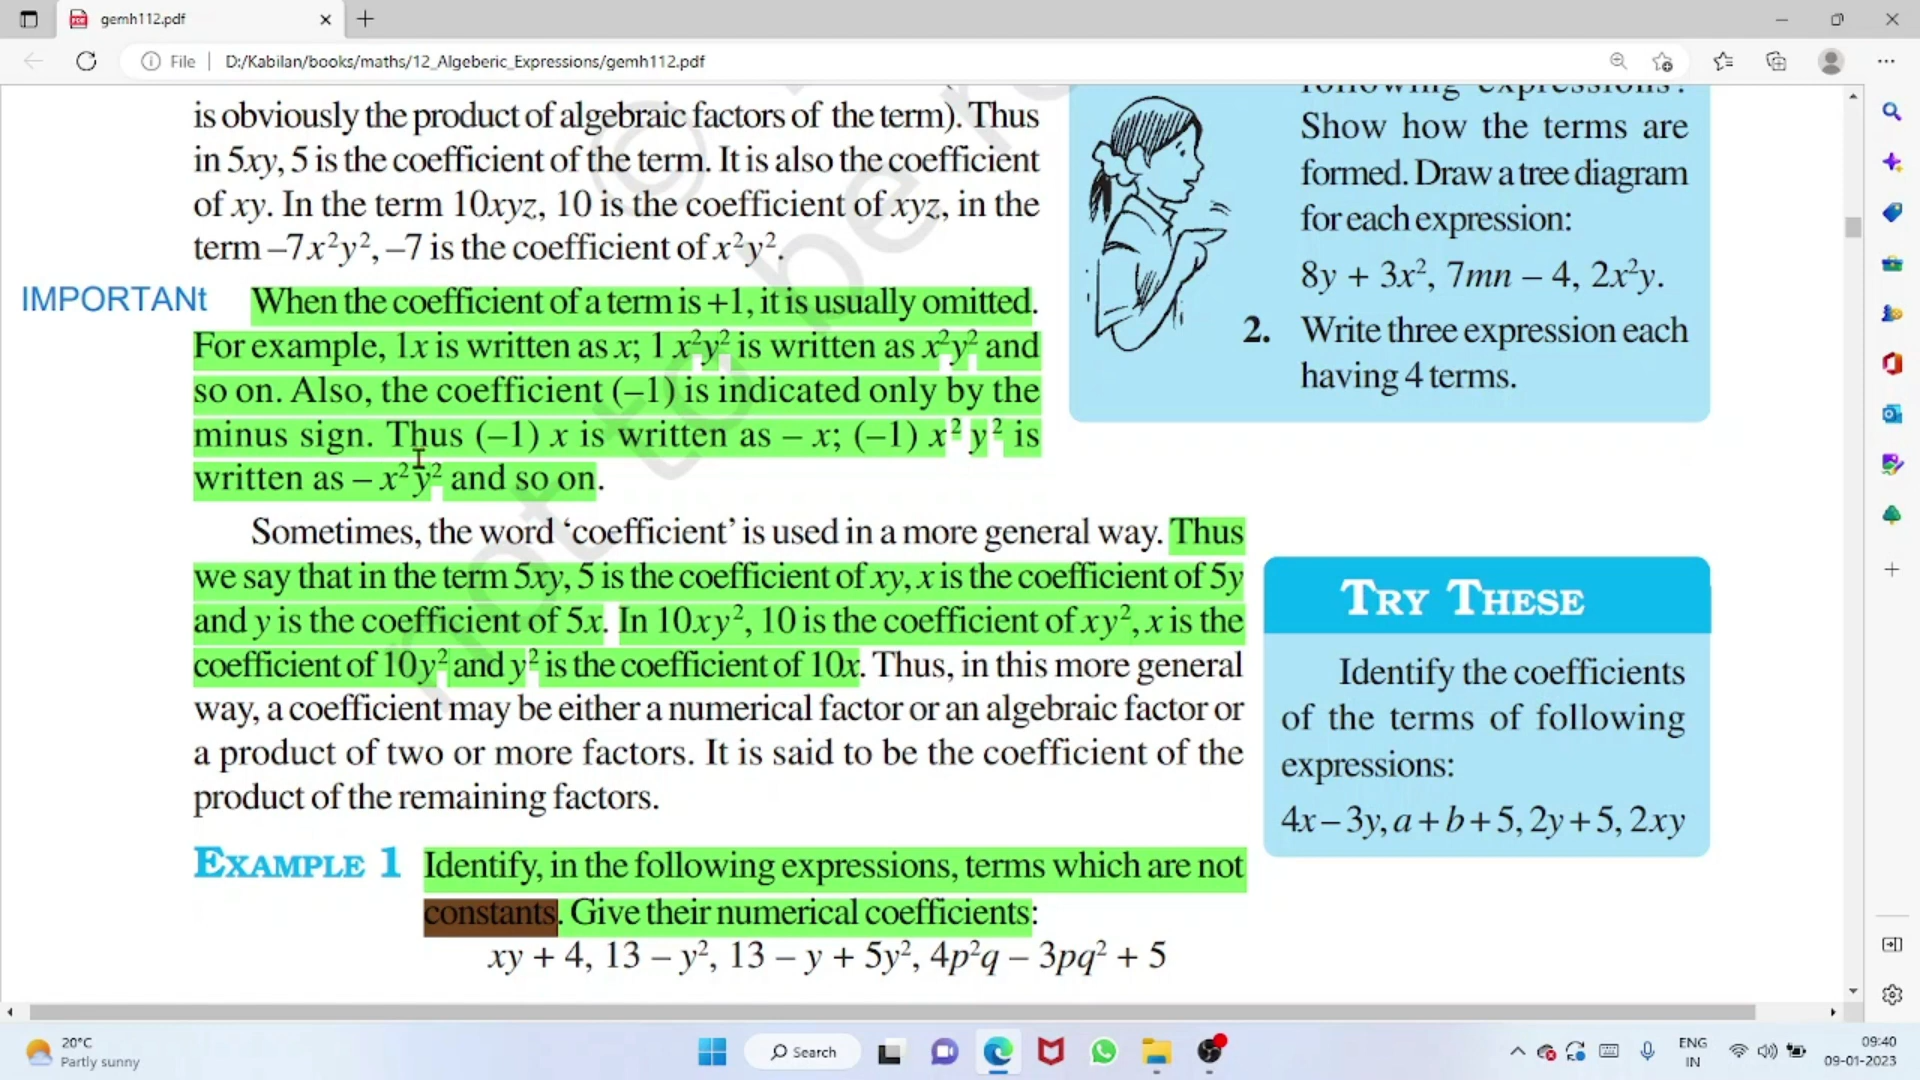 gemh112.pdf
File D:/Kabilan/books/maths/12_Algeberic_Expressions/gemh112.pdf
is obviously the product of algebraic factors of the term). Thus
in 5xy, 5 is the coefficient of the term. It is also the coefficient
of xy. In the term 10xyz, 10 is the coefficient of xyz, in the
term –7x²y², –7 is the coefficient of x²y².
IMPORTANt
When the coefficient of a term is +1, it is usually omitted.
For example, 1x is written as x; 1 x²y² is written as x²y² and
so on. Also, the coefficient (–1) is indicated only by the
minus sign. Thus (–1) x is written as – x; (–1) x² y² is
written as – x²y² and so on.
Sometimes, the word ‘coefficient’ is used in a more general way. Thus
we say that in the term 5xy, 5 is the coefficient of xy, x is the coefficient of 5y
and y is the coefficient of 5x. In 10xy², 10 is the coefficient of xy², x is the
coefficient of 10y² and y² is the coefficient of 10x. Thus, in this more general
way, a coefficient may be either a numerical factor or an algebraic factor or
a product of two or more factors. It is said to be the coefficient of the
product of the remaining factors.
EXAMPLE 1 Identify, in the following expressions, terms which are not
constants. Give their numerical coefficients:
xy + 4, 13 – y², 13 – y + 5y², 4p²q – 3pq² + 5
following expressions?
Show how the terms are
formed. Draw a tree diagram
for each expression:
8y + 3x², 7mn – 4, 2x²y.
2. Write three expression each
having 4 terms.
TRY THESE
Identify the coefficients
of the terms of following
expressions:
4x – 3y, a + b + 5, 2y + 5, 2xy
not to be re
©
20°C
Partly sunny
Search
ENG
IN
09:40
09-01-2023